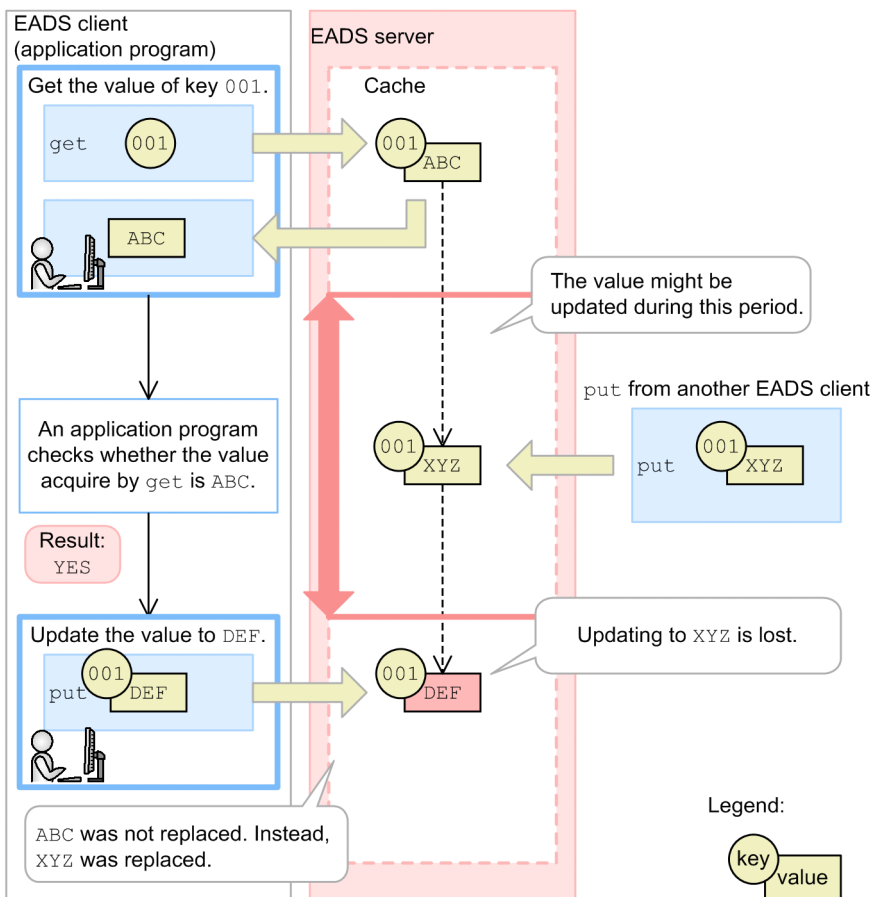 EADS client
(application program)
EADS server
Get the value of key 001.
Cache
get
001
001
ABC
ABC
The value might be
updated during this period.
put from another EADS client
An application program
checks whether the value
acquire by get is ABC.
001
XYZ
put
001
XYZ
Result:
YES
Update the value to DEF.
put
001
DEF
001
DEF
Updating to XYZ is lost.
ABC was not replaced. Instead,
XYZ was replaced.
Legend:
key
value